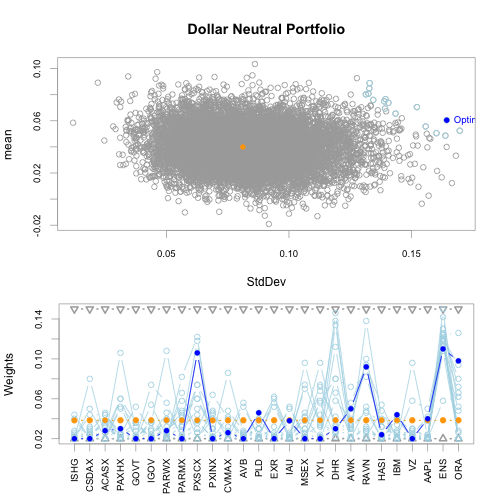 Dollar Neutral Portfolio
mean
-0.02
0.02
0.06
0.10
Optir
0.05
0.10
0.15
StdDev
Weights
0.02
0.06
0.10
0.14
ISHG
CSDAX
ACASX
PAXHX
GOVT
IGOV
PARWX
PARMX
PXSCX
PXINX
CVMAX
AVB
PLD
EXR
IAU
MSEX
XYL
DHR
AWK
RAVN
HASI
IBM
VZ
AAPL
ENS
ORA